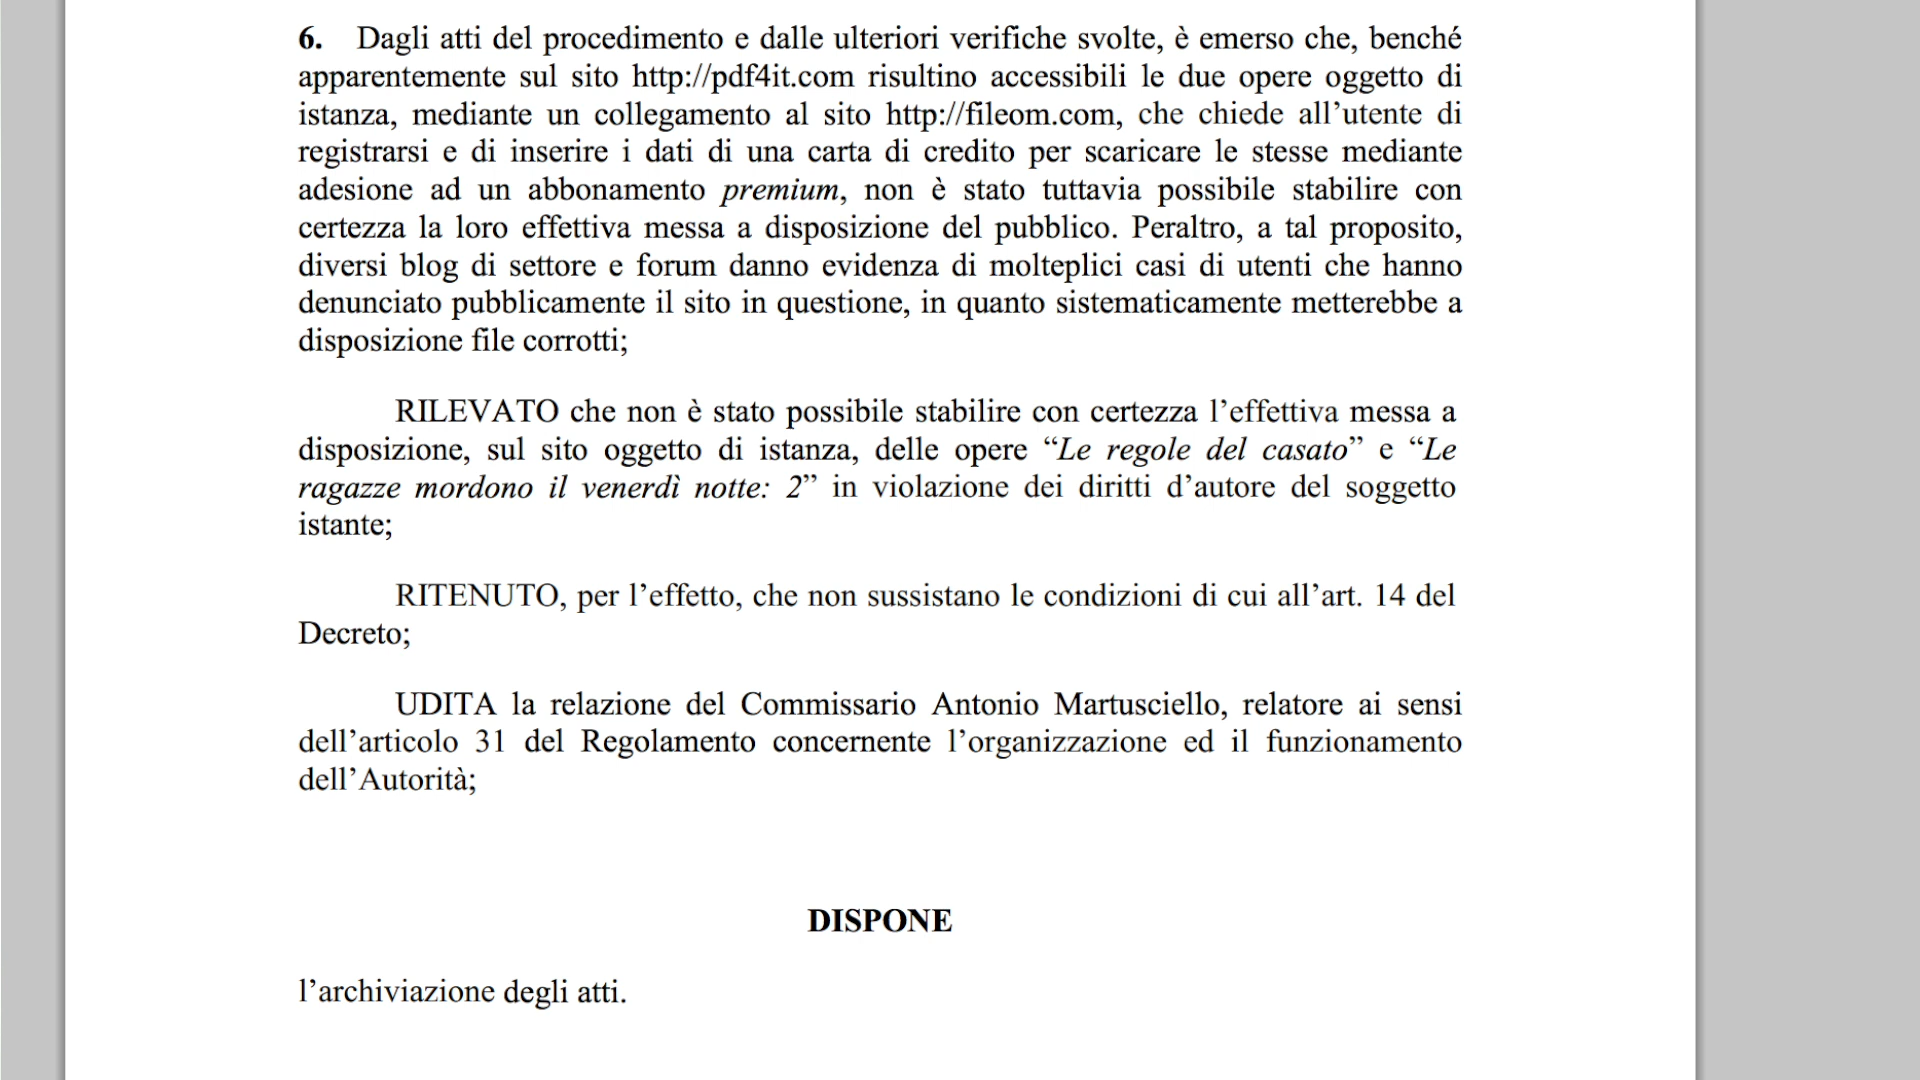 6. Dagli atti del procedimento e dalle ulteriori verifiche svolte, è emerso che, benché
apparentemente sul sito http://pdf4it.com risultino accessibili le due opere oggetto di
istanza, mediante un collegamento al sito http://fileom.com, che chiede all’utente di
registrarsi e di inserire i dati di una carta di credito per scaricare le stesse mediante
adesione ad un abbonamento premium, non è stato tuttavia possibile stabilire con
certezza la loro effettiva messa a disposizione del pubblico. Peraltro, a tal proposito,
diversi blog di settore e forum danno evidenza di molteplici casi di utenti che hanno
denunciato pubblicamente il sito in questione, in quanto sistematicamente metterebbe a
disposizione file corrotti;
RILEVATO che non è stato possibile stabilire con certezza l’effettiva messa a
disposizione, sul sito oggetto di istanza, delle opere “Le regole del casato” e “Le
ragazze mordono il venerdì notte: 2” in violazione dei diritti d’autore del soggetto
istante;
RITENUTO, per l’effetto, che non sussistano le condizioni di cui all’art. 14 del
Decreto;
UDITA la relazione del Commissario Antonio Martusciello, relatore ai sensi
dell’articolo 31 del Regolamento concernente l’organizzazione ed il funzionamento
dell’Autorità;
DISPONE
l’archiviazione degli atti.